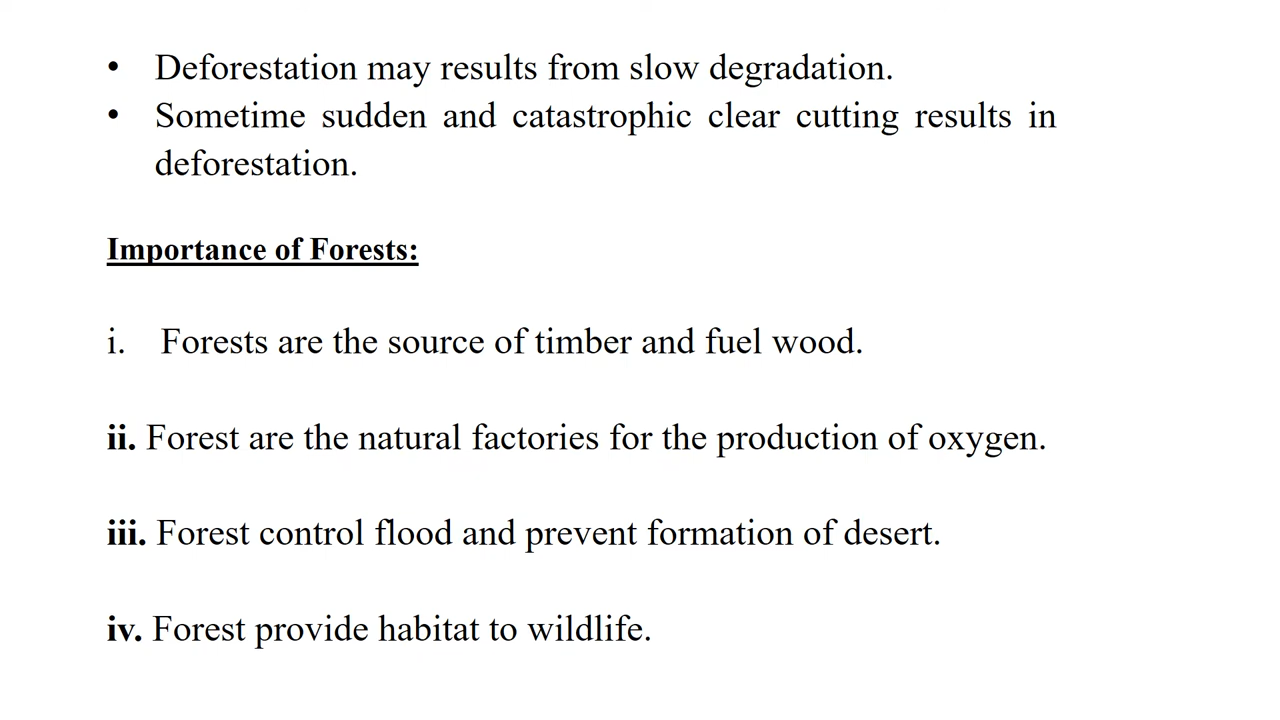 • Deforestation may results from slow degradation.
• Sometime sudden and catastrophic clear cutting results in
deforestation.
Importance of Forests:
i. Forests are the source of timber and fuel wood.
ii. Forest are the natural factories for the production of oxygen.
iii. Forest control flood and prevent formation of desert.
iv. Forest provide habitat to wildlife.